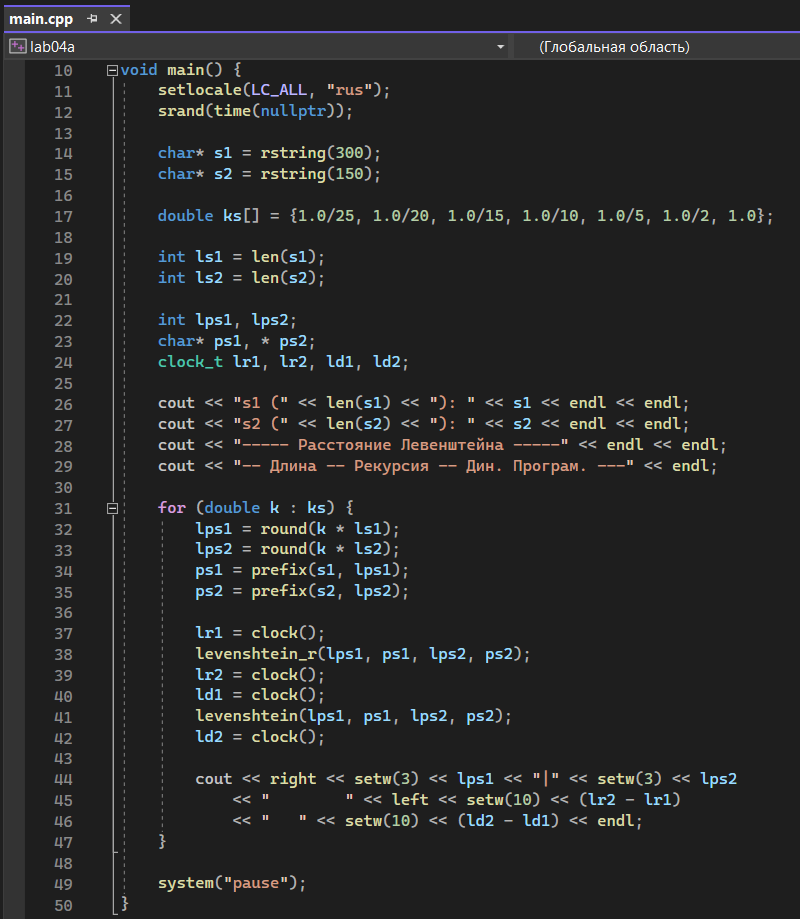 main.cpp
lab04a (Глобальная область)
10 void main() {
11 setlocale(LC_ALL, "rus");
12 srand(time(nullptr));
13
14 char* s1 = rstring(300);
15 char* s2 = rstring(150);
16
17 double ks[] = {1.0/25, 1.0/20, 1.0/15, 1.0/10, 1.0/5, 1.0/2, 1.0};
18
19 int ls1 = len(s1);
20 int ls2 = len(s2);
21
22 int lps1, lps2;
23 char* ps1, * ps2;
24 clock_t lr1, lr2, ld1, ld2;
25
26 cout << "s1 (" << len(s1) << "): " << s1 << endl << endl;
27 cout << "s2 (" << len(s2) << "): " << s2 << endl << endl;
28 cout << "----- Расстояние Левенштейна -----" << endl << endl;
29 cout << "-- Длина -- Рекурсия -- Дин. Програм. ---" << endl;
30
31 for (double k : ks) {
32 lps1 = round(k * ls1);
33 lps2 = round(k * ls2);
34 ps1 = prefix(s1, lps1);
35 ps2 = prefix(s2, lps2);
36
37 lr1 = clock();
38 levenshtein_r(lps1, ps1, lps2, ps2);
39 lr2 = clock();
40 ld1 = clock();
41 levenshtein(lps1, ps1, lps2, ps2);
42 ld2 = clock();
43
44 cout << right << setw(3) << lps1 << "|" << setw(3) << lps2
45 << "        " << left << setw(10) << (lr2 - lr1)
46 << "   " << setw(10) << (ld2 - ld1) << endl;
47 }
48
49 system("pause");
50 }